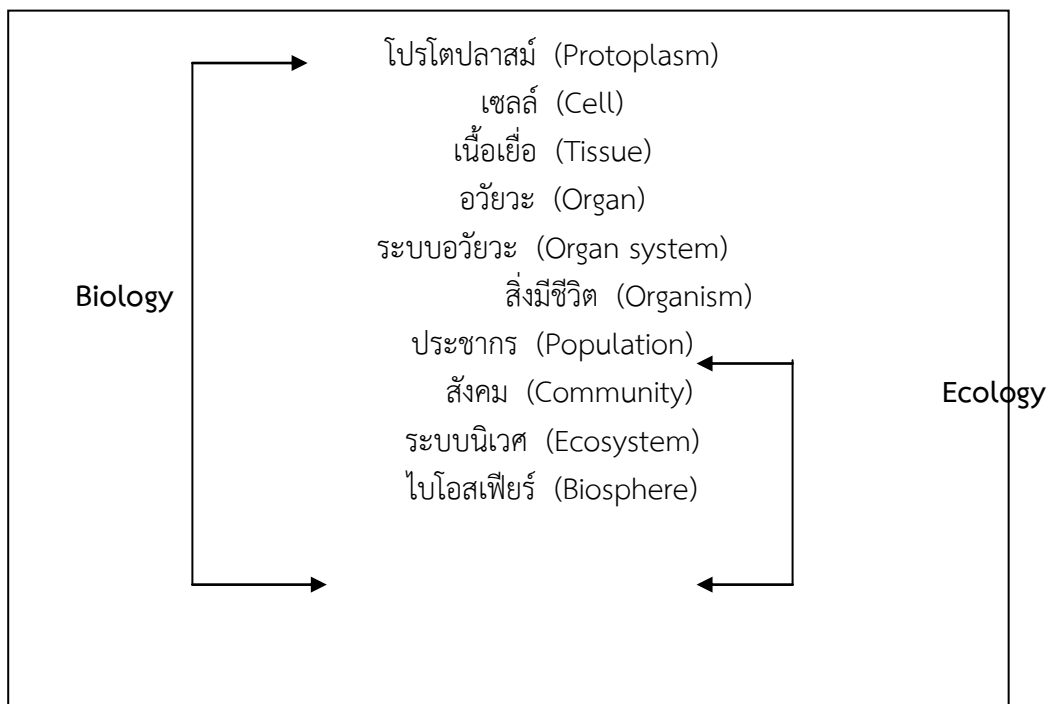 โปรโตปลาสม์ (Protoplasm)
เซลล์ (Cell)
เนื้อเยื่อ (Tissue)
อวัยวะ (Organ)
ระบบอวัยวะ (Organ system)
Biology
สิ่งมีชีวิต (Organism)
ประชากร (Population)
สังคม (Community)
Ecology
ระบบนิเวศ (Ecosystem)
ไบโอสเฟียร์ (Biosphere)